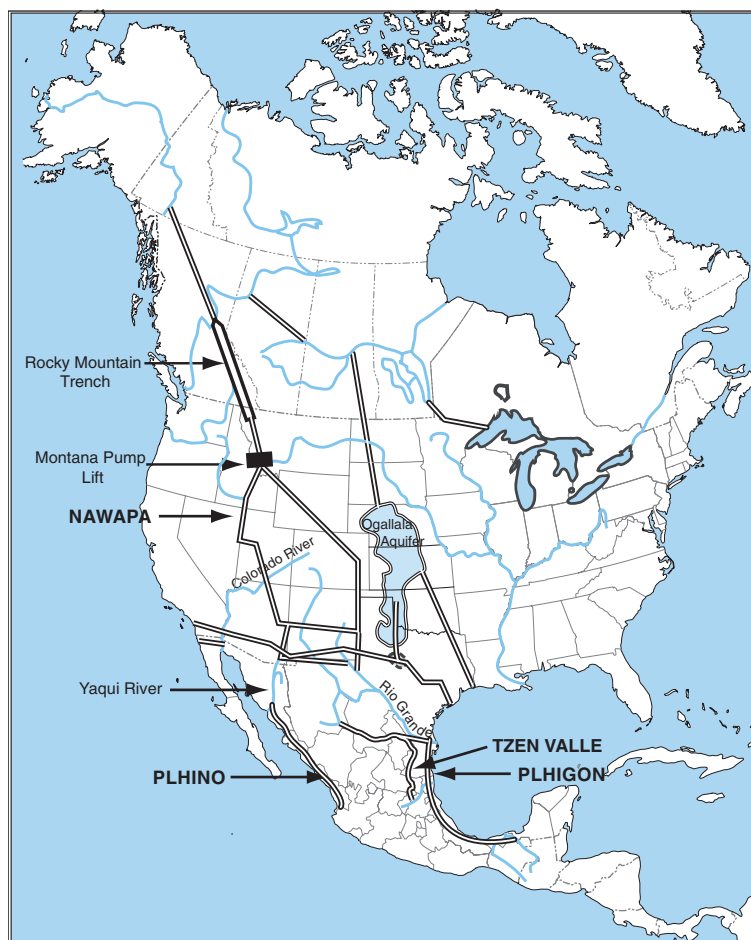 Rocky Mountain
Trench
Montana Pump
Lift
NAWAPA
Ogallala
Aquifer
Colorado River
Yaqui River
Rio Grande
TZEN VALLE
PLHINO
PLHIGON